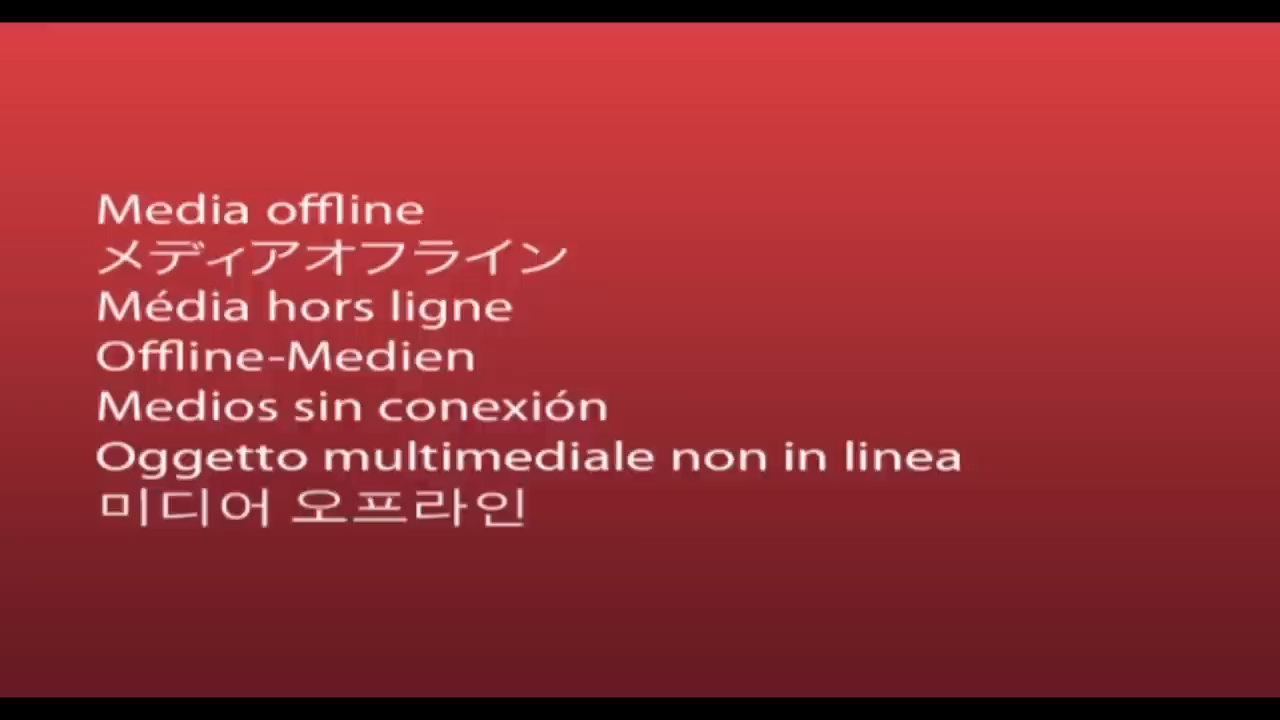 Media offline
メディアオフライン
Média hors ligne
Offline-Medien
Medios sin conexión
Oggetto multimediale non in linea
미디어 오프라인